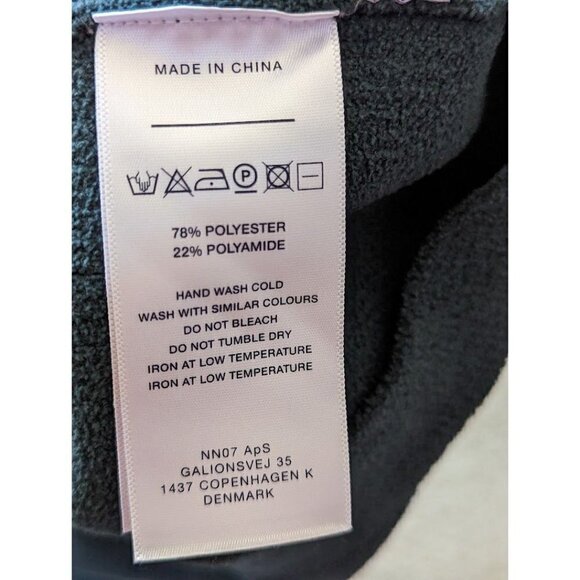 MADE IN CHINA
P
78% POLYESTER
22% POLYAMIDE
HAND WASH COLD
WASH WITH SIMILAR COLOURS
DO NOT BLEACH
DO NOT TUMBLE DRY
IRON AT LOW TEMPERATURE
IRON AT LOW TEMPERATURE
NN07 ApS
GALIONSVEJ 35
1437 COPENHAGEN K
DENMARK